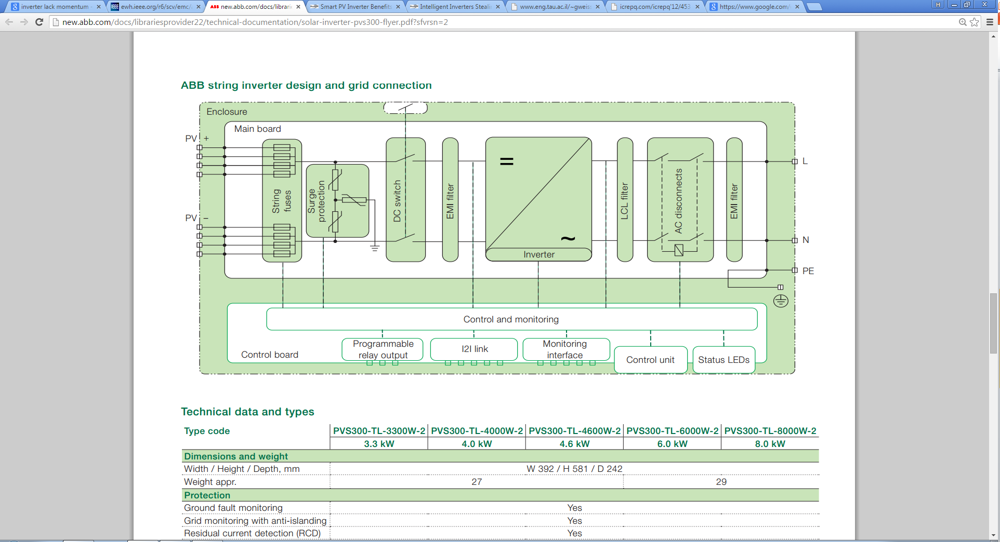 inverter lack momentum -
ewh.ieee.org/r6/scv/emc/
new.abb.com/docs/librari
Smart PV Inverter Benefits
Intelligent Inverters Steali
www.eng.tau.ac.il/~gweiss
icrepq.com/icrepq'12/453
https://www.google.com/
H
new.abb.com/docs/librariesprovider22/technical-documentation/solar-inverter-pvs300-flyer.pdf?sfvrsn=2
ABB string inverter design and grid connection
Enclosure
Main board
PV +
PV –
String fuses
Surge protection
DC switch
EMI filter
=
~
Inverter
LCL filter
AC disconnects
EMI filter
L
N
PE
Control and monitoring
Programmable relay output
I2I link
Monitoring interface
Control unit
Status LEDs
Control board
Technical data and types
Type code PVS300-TL-3300W-2 PVS300-TL-4000W-2 PVS300-TL-4600W-2 PVS300-TL-6000W-2 PVS300-TL-8000W-2
3.3 kW 4.0 kW 4.6 kW 6.0 kW 8.0 kW
Dimensions and weight
Width / Height / Depth, mm W 392 / H 581 / D 242
Weight appr. 27 29
Protection
Ground fault monitoring Yes
Grid monitoring with anti-islanding Yes
Residual current detection (RCD) Yes